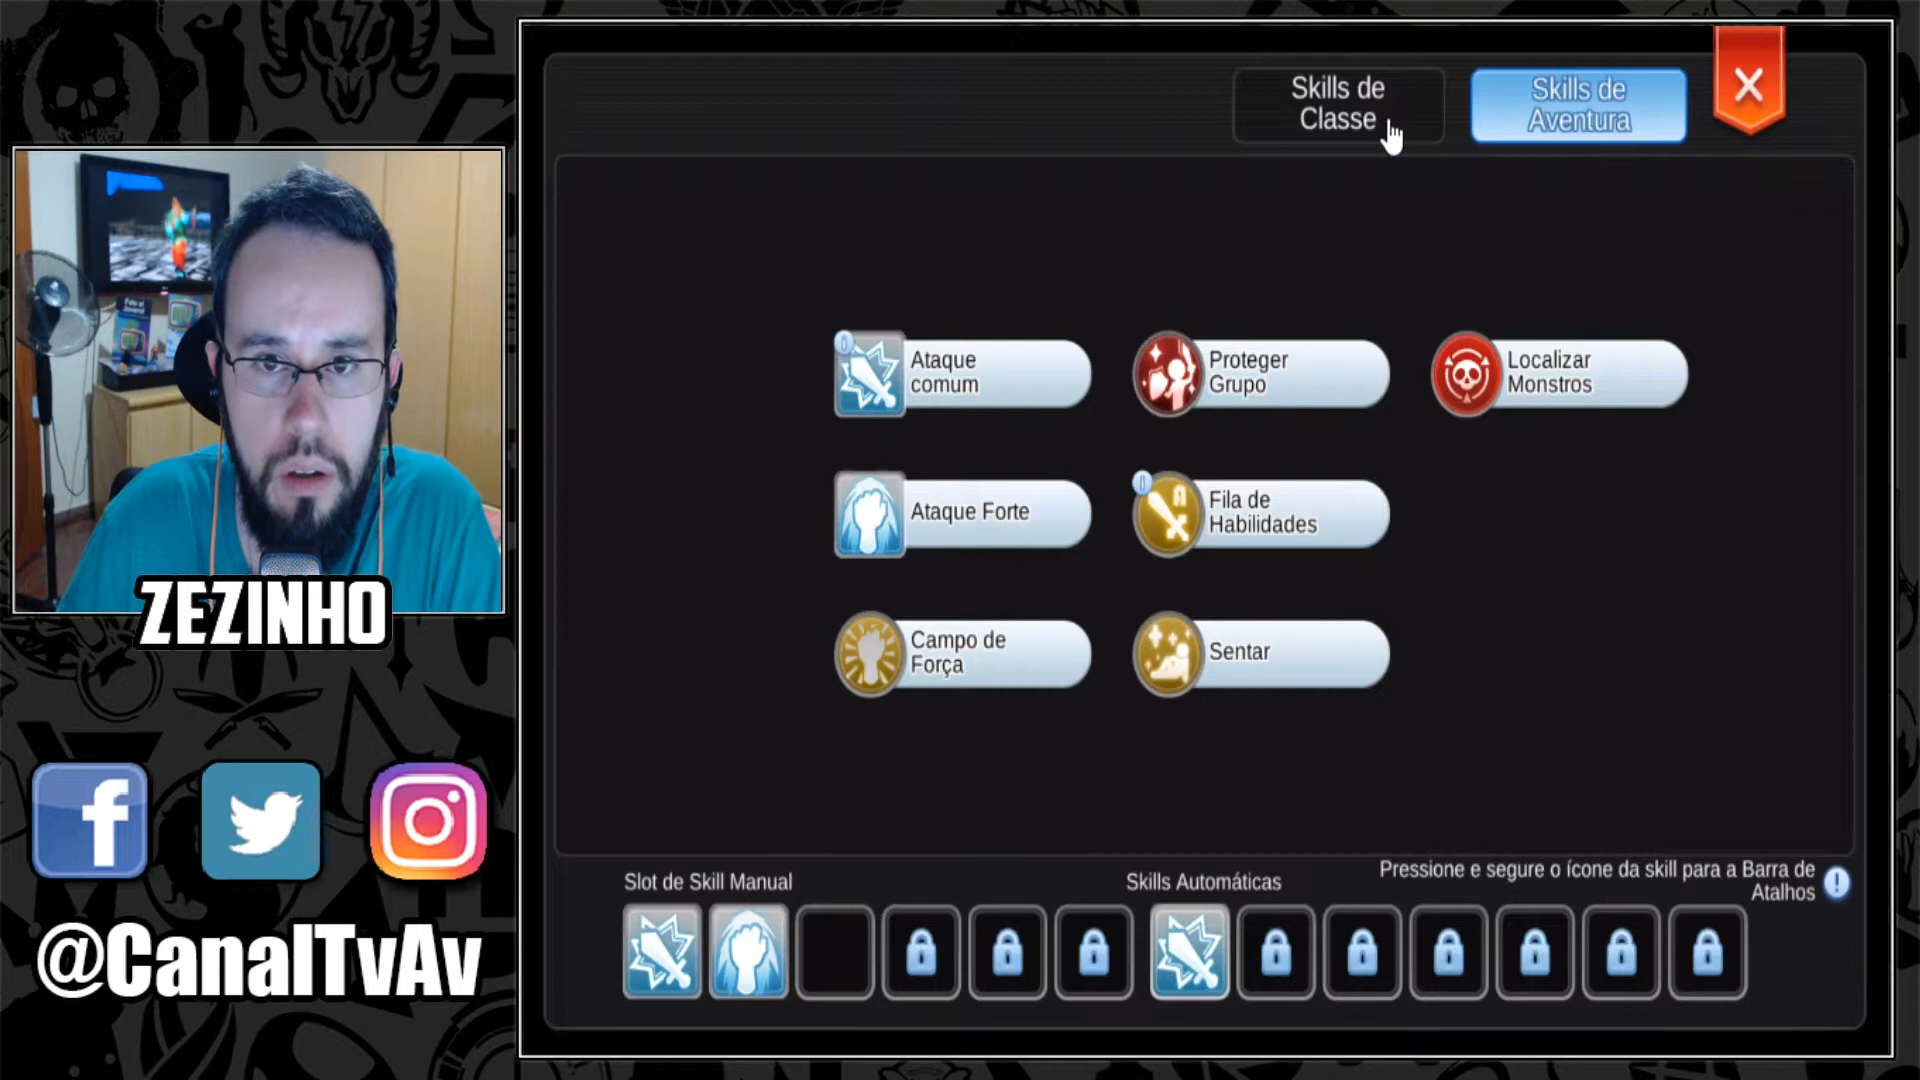 Skills de
Classe
Skills de
Aventura
Ataque
comum
Proteger
Grupo
Localizar
Monstros
Ataque Forte
Fila de
Habilidades
Campo de
Força
Sentar
ZEZINHO
@CanalTvAv
Slot de Skill Manual
Skills Automáticas
Pressione e segure o ícone da skill para a Barra de
Atalhos